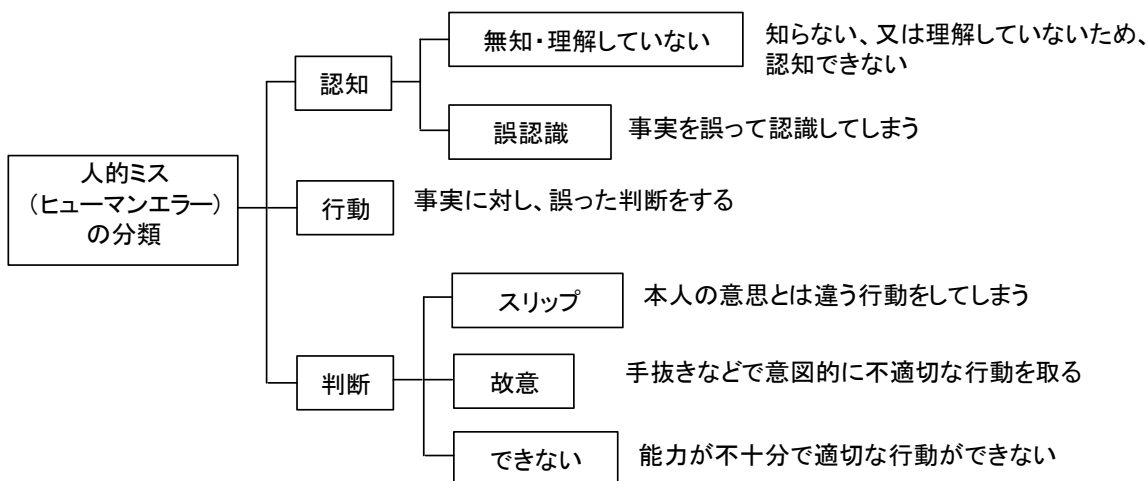 無知・理解していない
知らない、又は理解していないため、
認知できない
認知
誤認識
事実を誤って認識してしまう
人的ミス
（ヒューマンエラー）
の分類
行動
事実に対し、誤った判断をする
スリップ
本人の意思とは違う行動をしてしまう
判断
故意
手抜きなどで意図的に不適切な行動を取る
できない
能力が不十分で適切な行動ができない